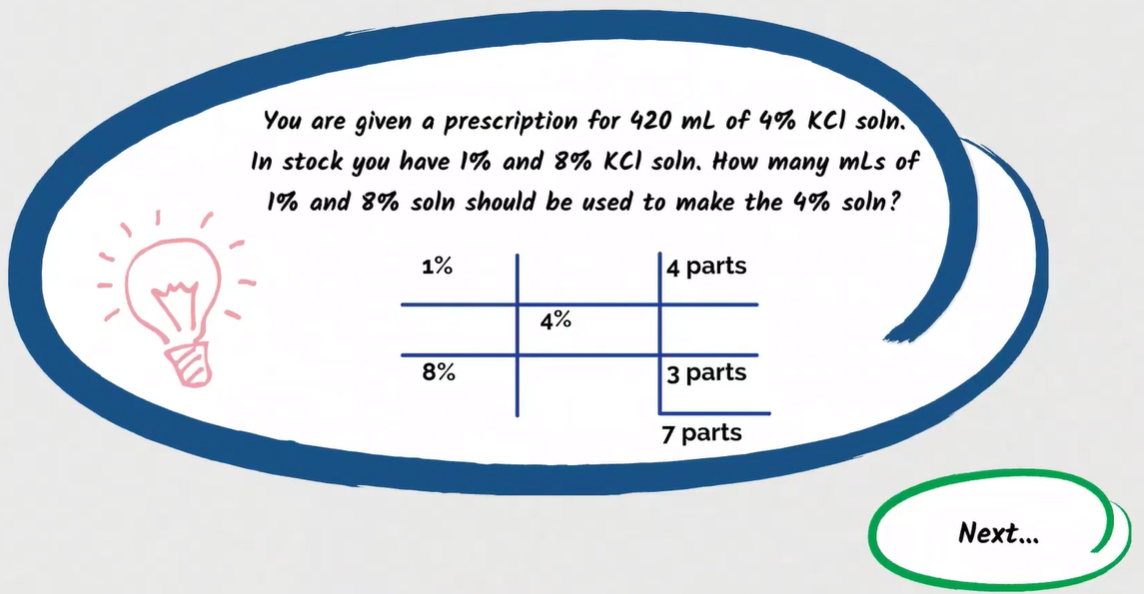 You are given a prescription for 420 mL of 4% KCl soln.
In stock you have 1% and 8% KCl soln. How many mLs of
1% and 8% soln should be used to make the 4% soln?
1% 4 parts
4%
8% 3 parts
7 parts
Next...